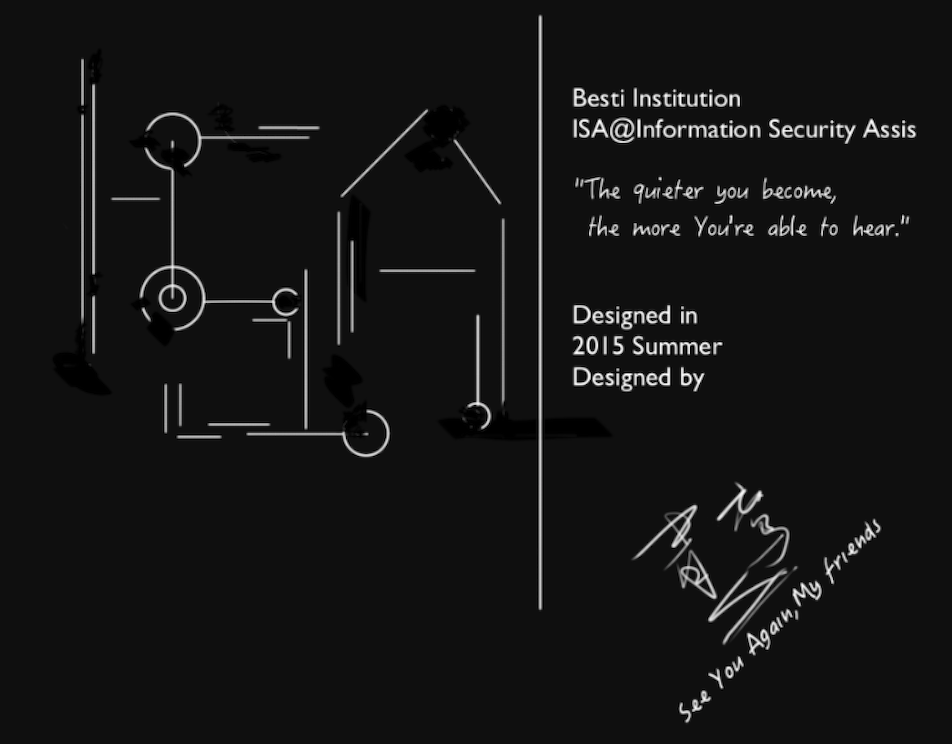 ISA
Besti Institution
ISA@Information Security Assis
"The quieter you become,
the more You're able to hear."
Designed in
2015 Summer
Designed by
See You Again,My friends